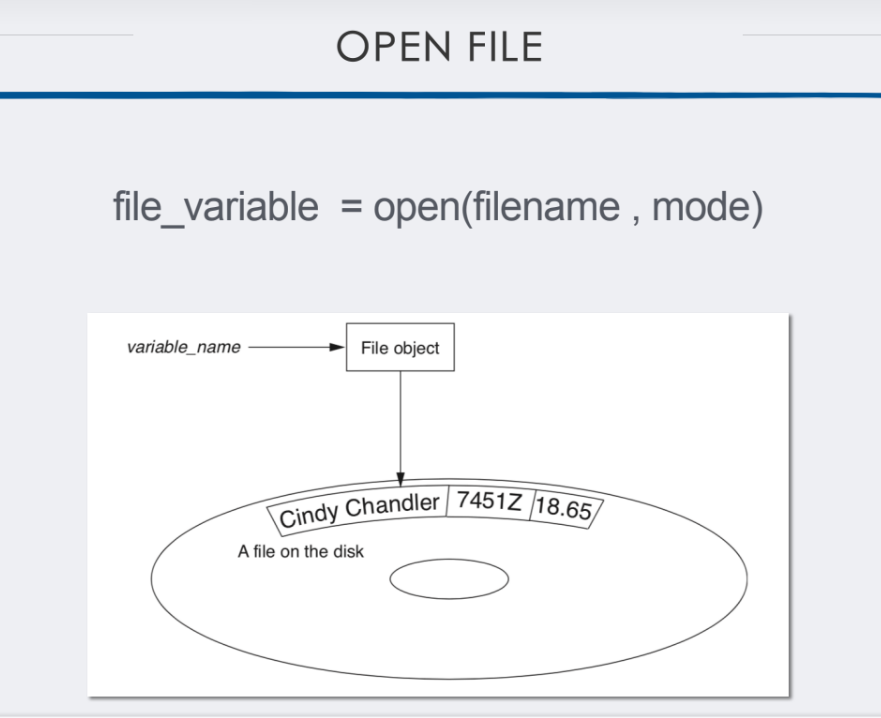 OPEN FILE
file_variable = open(filename , mode)
variable_name
File object
Cindy Chandler 7451Z 18.65
A file on the disk